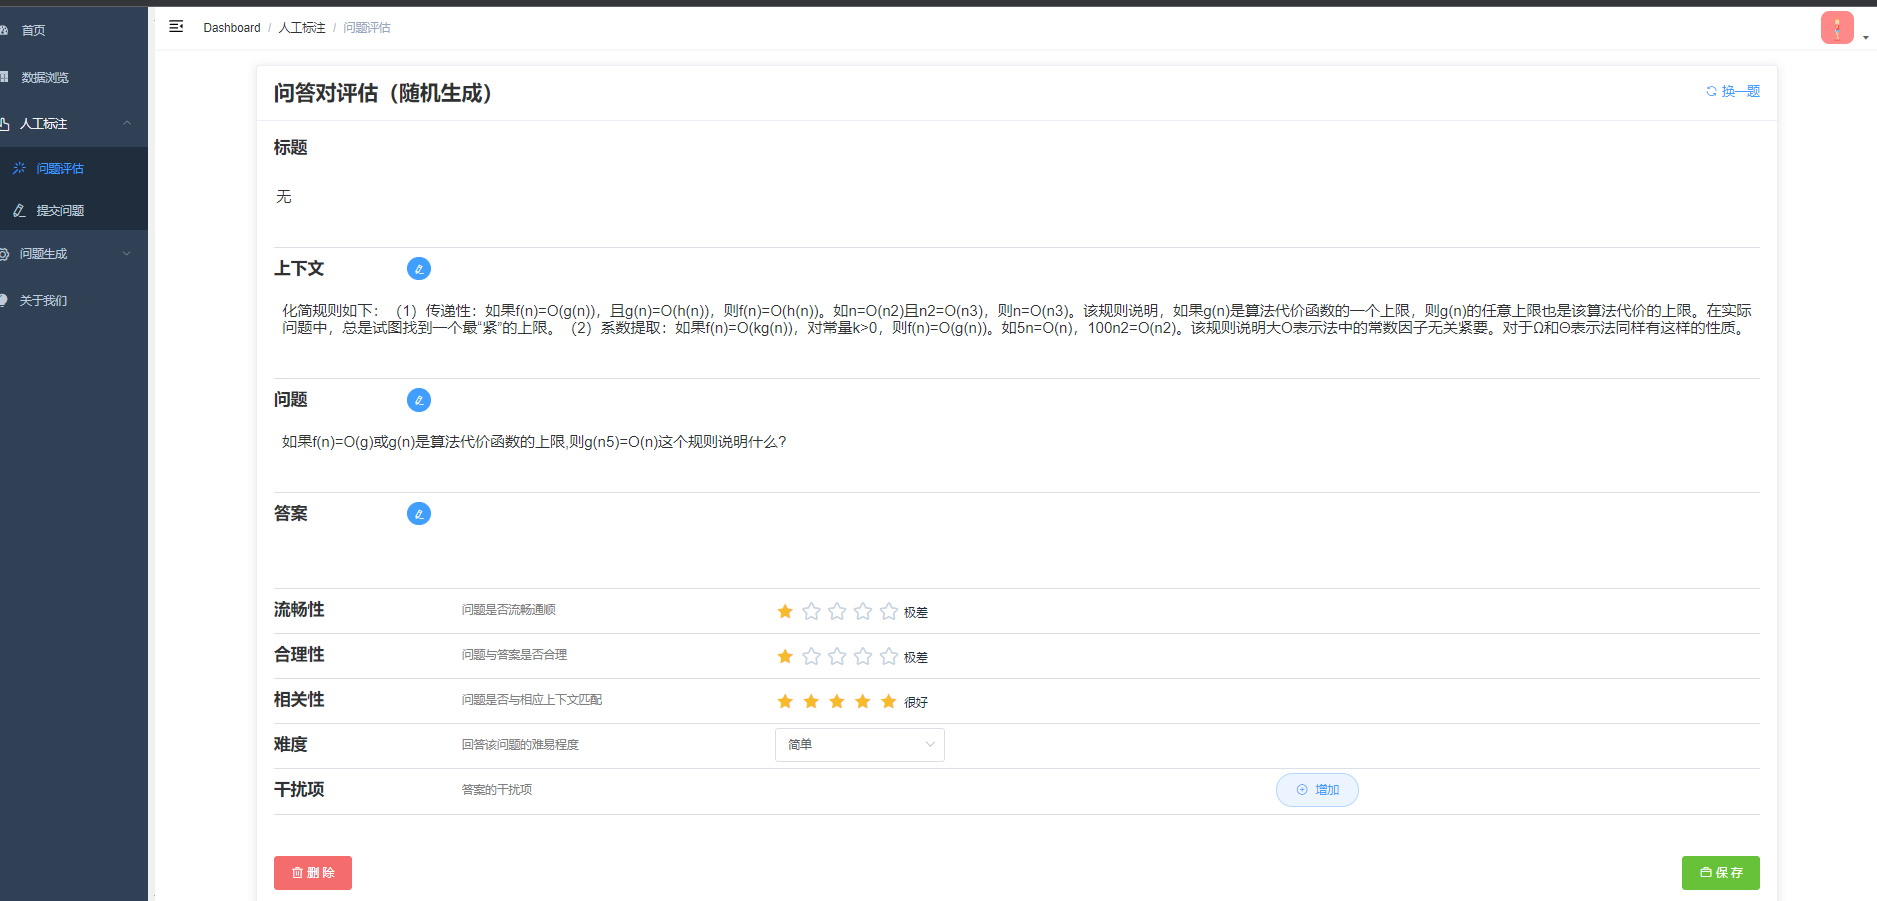 首页
数据浏览
人工标注
问题评估
提交问题
问题生成
关于我们
Dashboard / 人工标注 / 问题评估
问答对评估（随机生成）
换一题
标题
无
上下文
化简规则如下：（1）传递性：如果f(n)=O(g(n))，且g(n)=O(h(n))，则f(n)=O(h(n))。如n=O(n2)且n2=O(n3)，则n=O(n3)。该规则说明，如果g(n)是算法代价函数的一个上限，则g(n)的任意上限也是该算法代价的上限。在实际
问题中，总是试图找到一个最“紧”的上限。（2）系数提取：如果f(n)=O(kg(n))，对常量k>0，则f(n)=O(g(n))。如5n=O(n)，100n2=O(n2)。该规则说明大O表示法中的常数因子无关紧要。对于Ω和Θ表示法同样有这样的性质。
问题
如果f(n)=O(g)或g(n)是算法代价函数的上限,则g(n5)=O(n)这个规则说明什么?
答案
流畅性 问题是否流畅通顺 极差
合理性 问题与答案是否合理 极差
相关性 问题是否与相应上下文匹配 很好
难度 回答该问题的难易程度 简单
干扰项 答案的干扰项 增加
删除 保存